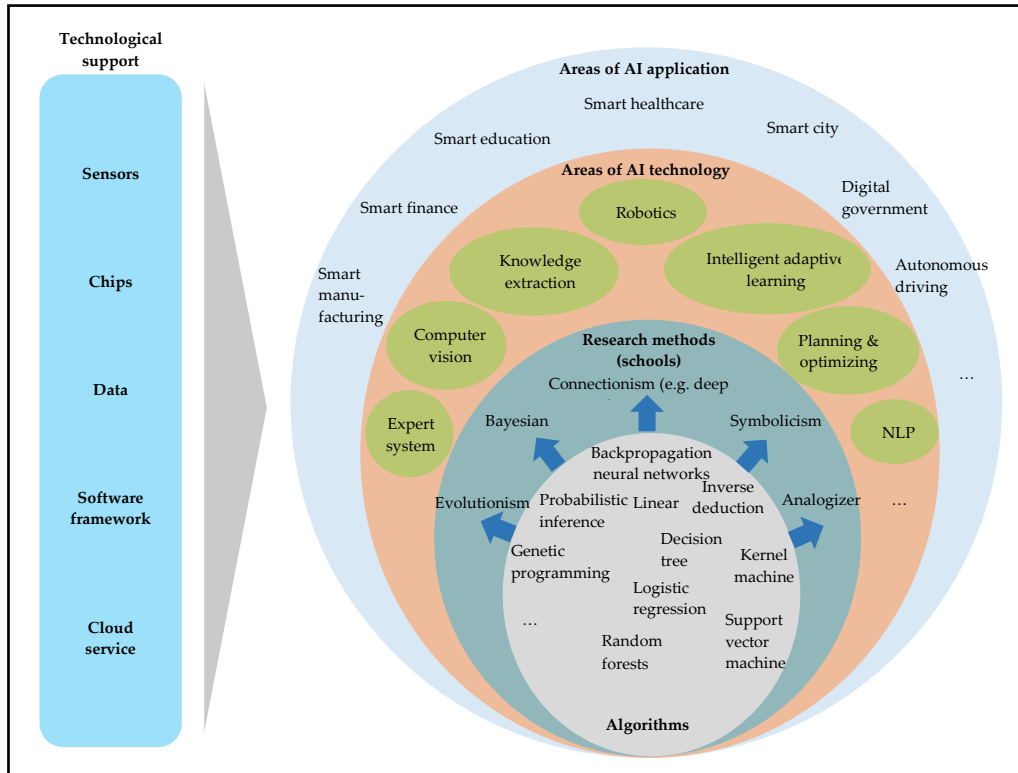 Technological
support
Sensors
Chips
Data
Software
framework
Cloud
service
Areas of AI application
Smart healthcare
Smart education
Smart city
Smart finance
Digital
government
Smart
manu-
facturing
Autonomous
driving
…
Areas of AI technology
Robotics
Knowledge
extraction
Intelligent adaptive
learning
Computer
vision
Planning &
optimizing
Expert
system
NLP
…
Research methods
(schools)
Connectionism (e.g. deep
Bayesian
Symbolicism
Evolutionism
Analogizer
Backpropagation
neural networks
Probabilistic
inference
Linear
Inverse
deduction
Genetic
programming
Decision
tree
Kernel
machine
Logistic
regression
…
Random
forests
Support
vector
machine
Algorithms